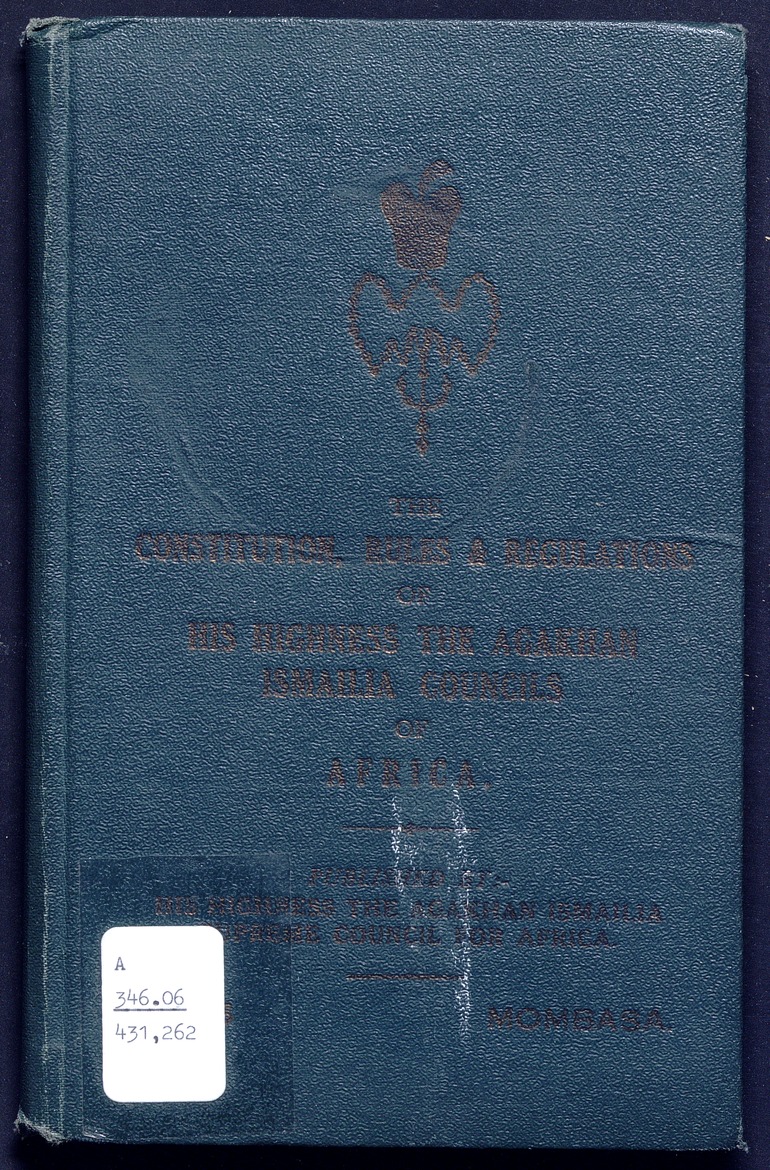 THE
CONSTITUTION, RULES & REGULATIONS
OF
HIS HIGHNESS THE AGAKHAN
ISMAILIA COUNCILS
OF
AFRICA.
PUBLISHED BY:-
HIS HIGHNESS THE AGAKHAN ISMAILIA
SUPREME COUNCIL FOR AFRICA.
MOMBASA.
A
346.06
431,262